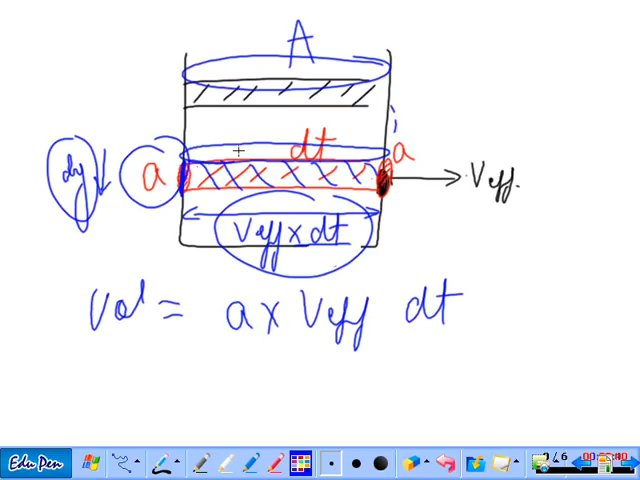 A
dy
a
dt
a
Veff.
Veff x dt
Vol = a x Veff dt
Edu Pen